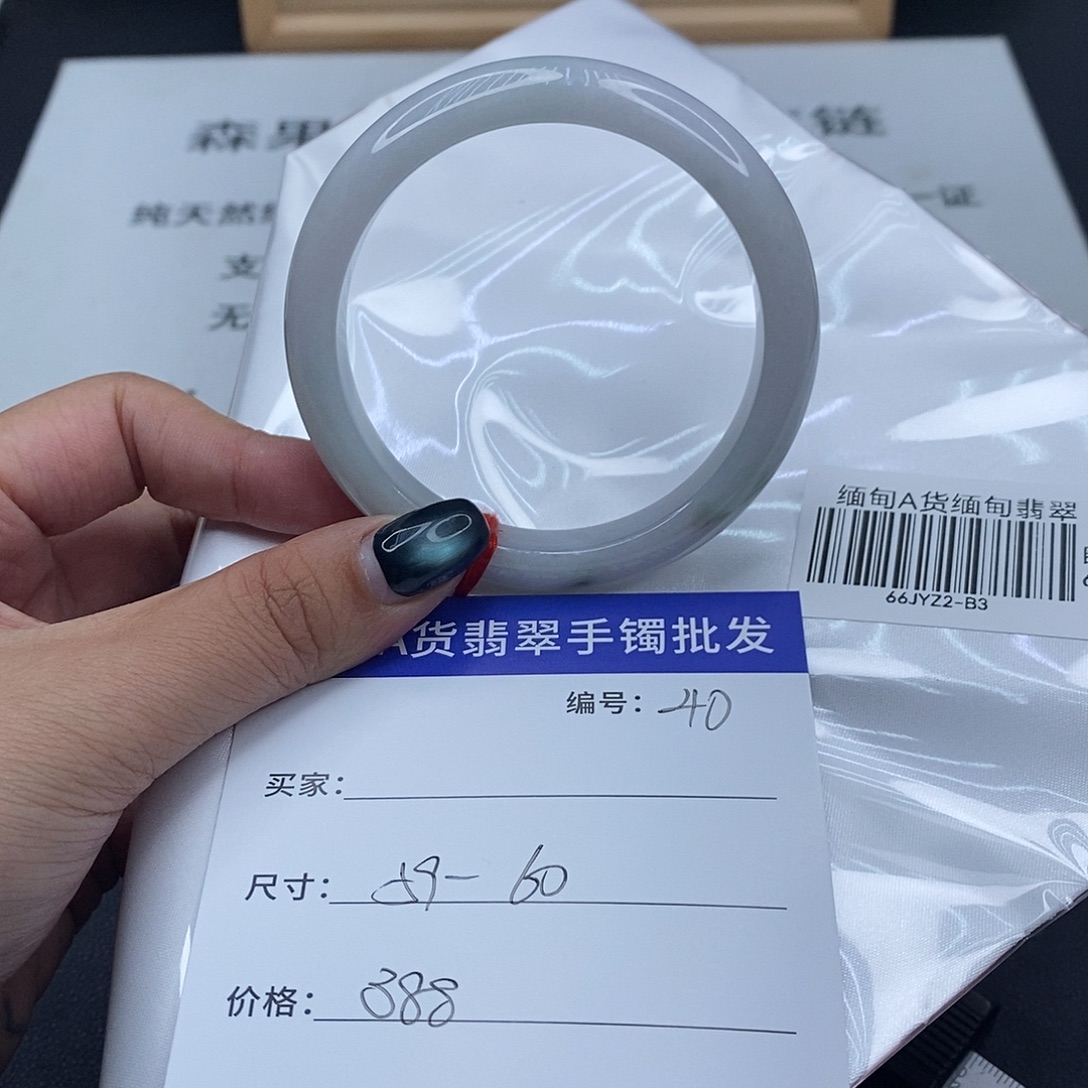 森果
链
纯天然
一证
支
无
缅甸A货缅甸翡翠
66JYZ2-B3
A货翡翠手镯批发
编号：40
买家：
尺寸：59-60
价格：388